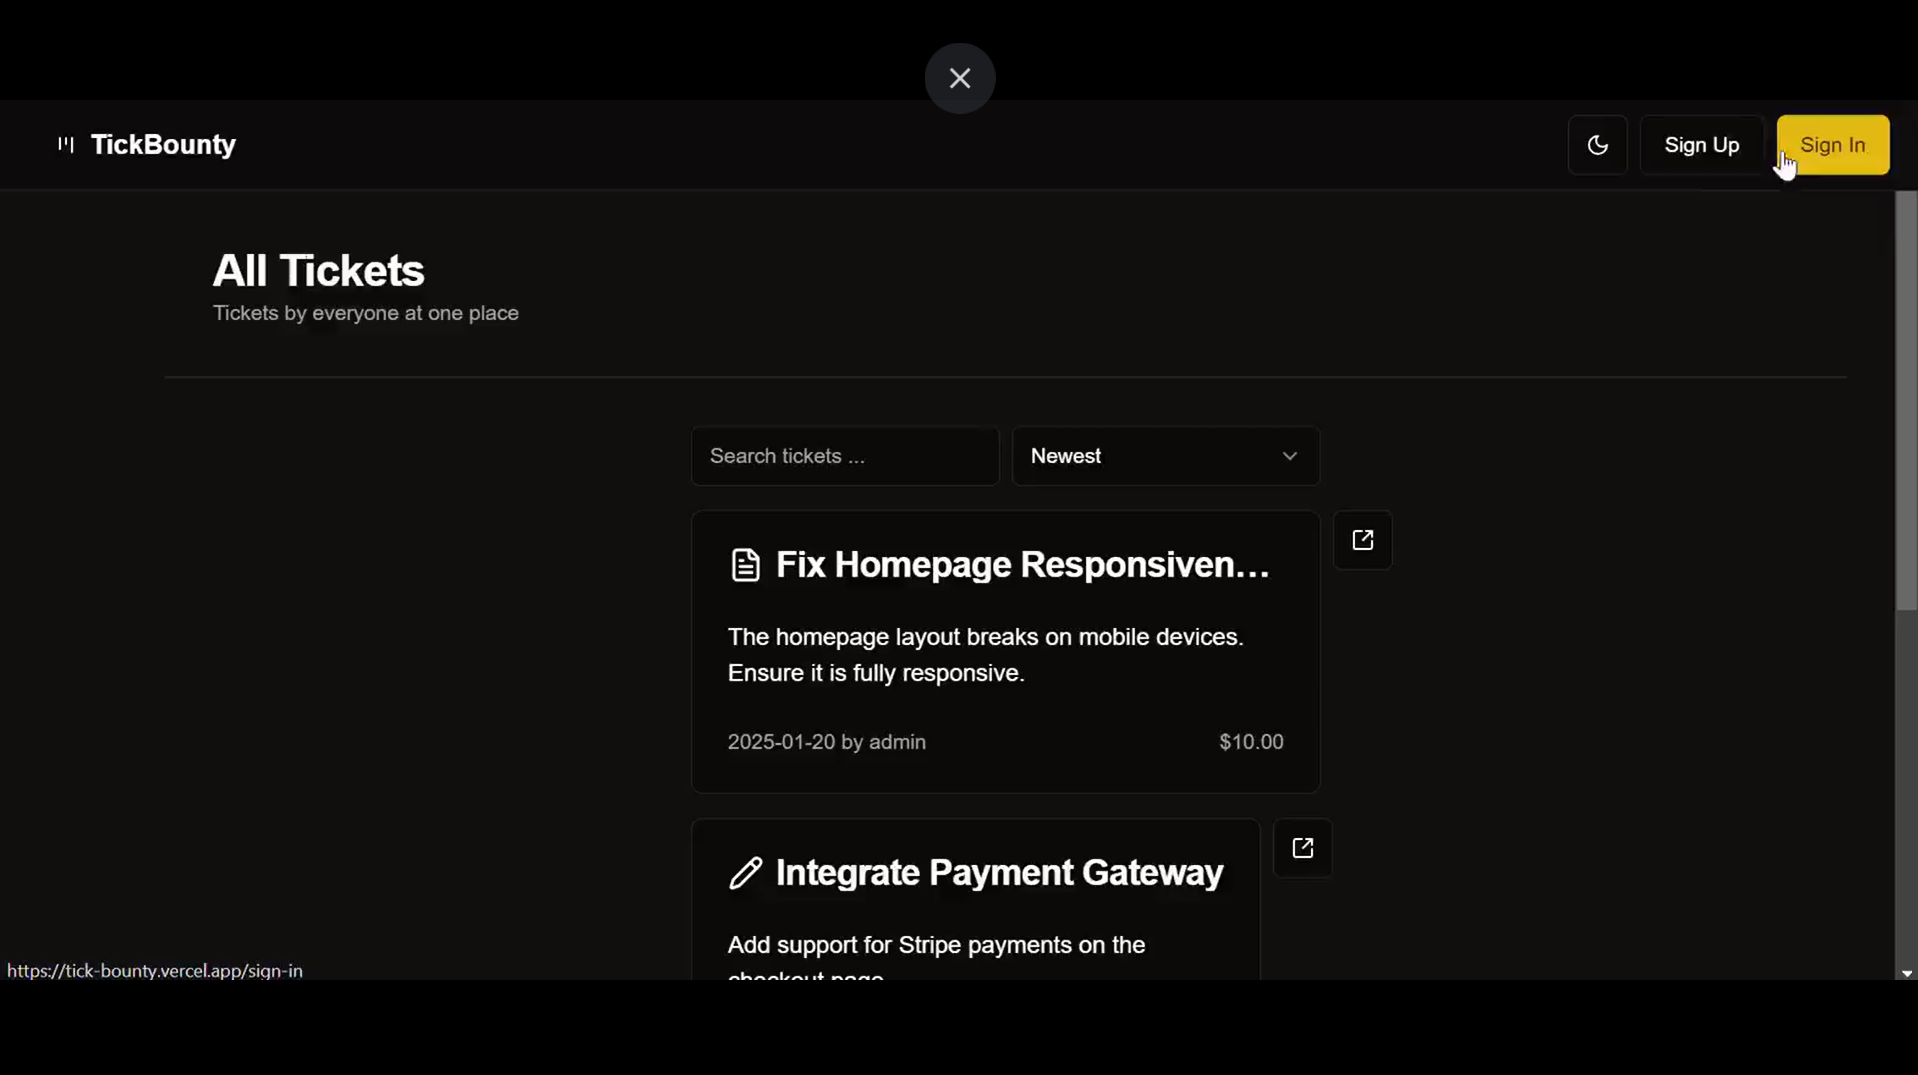 TickBounty
Sign Up
Sign In
All Tickets
Tickets by everyone at one place
Search tickets ...
Newest
Fix Homepage Responsiven...
The homepage layout breaks on mobile devices.
Ensure it is fully responsive.
2025-01-20 by admin
$10.00
Integrate Payment Gateway
Add support for Stripe payments on the
checkout page.
https://tick-bounty.vercel.app/sign-in